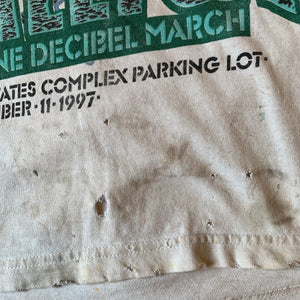 NE DECIBEL MARCH
ATES COMPLEX PARKING LOT·
BER·11·1997·